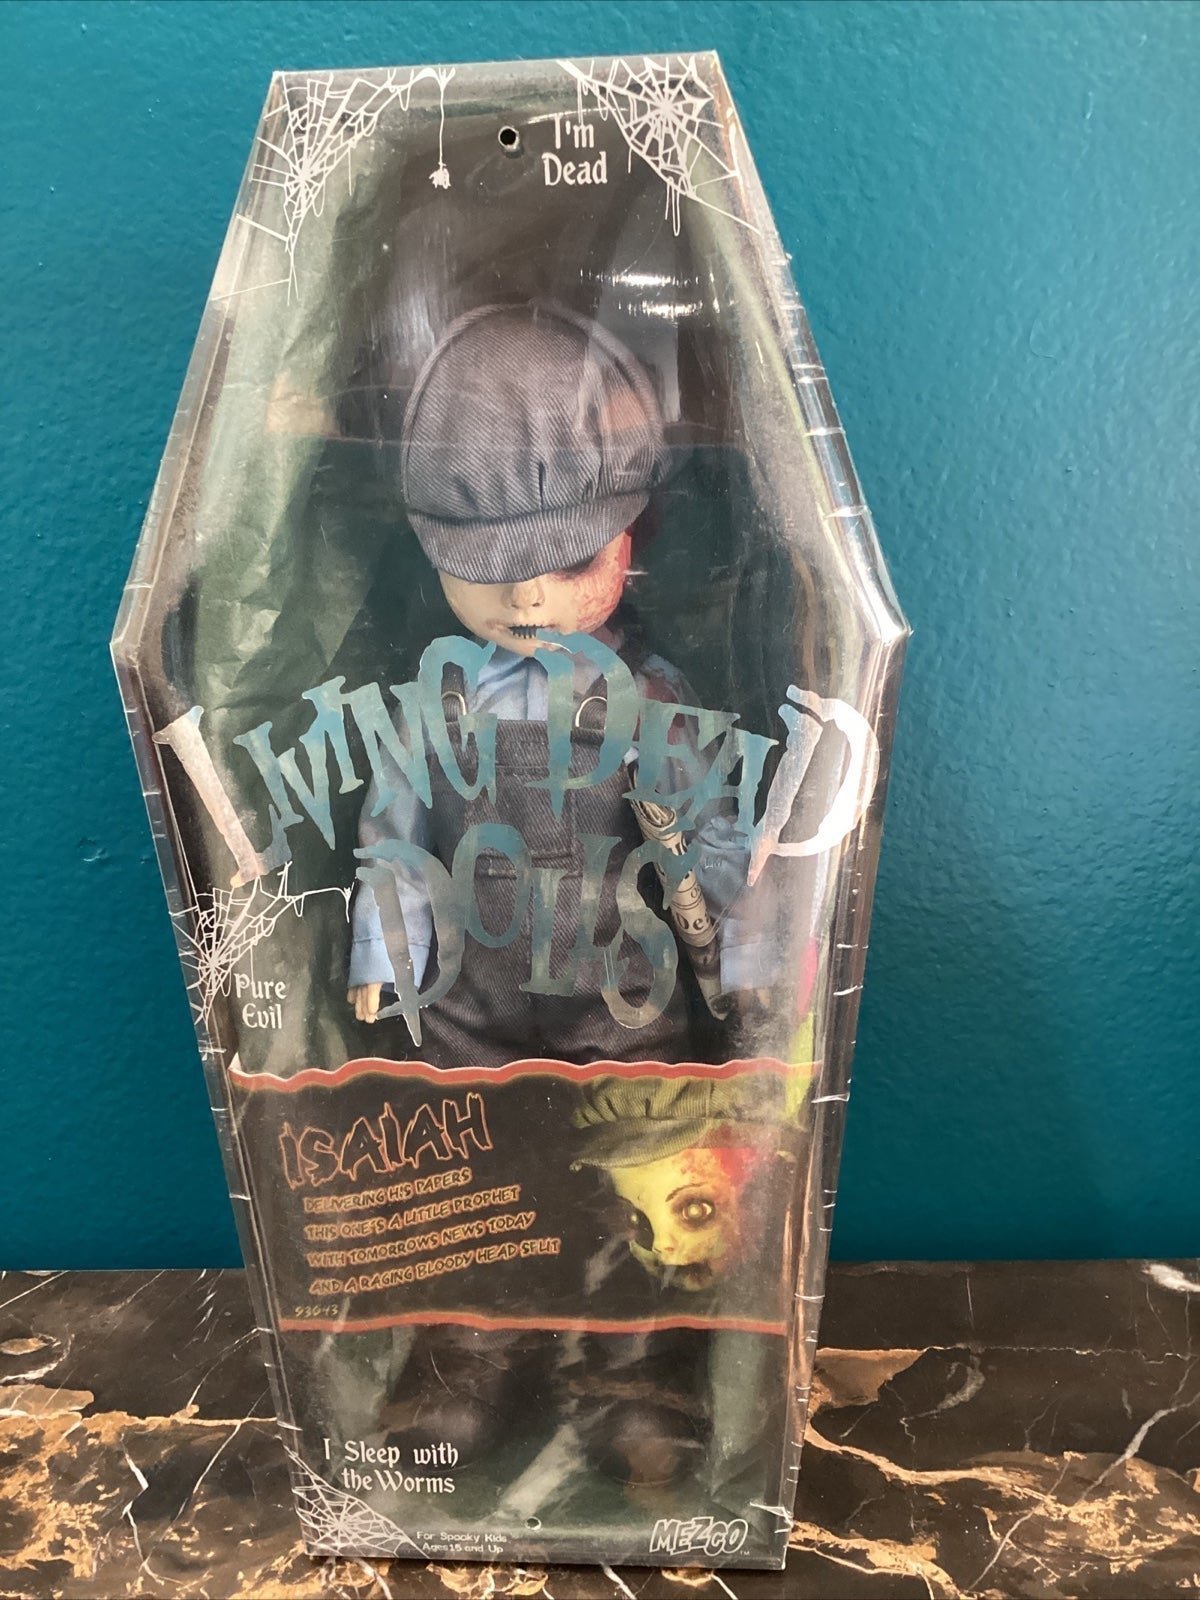 I'm
Dead
LIVING DEAD
DOLLS
Pure
Evil
ISAIAH
DELIVERING HIS PAPERS
THIS ONE'S A LITTLE PROPHET
WITH TOMORROWS NEWS TODAY
AND A RAGING BLOODY HEAD SPLIT
I Sleep with
the Worms
For Spooky Kids
Ages 15 and Up
MEZCO™